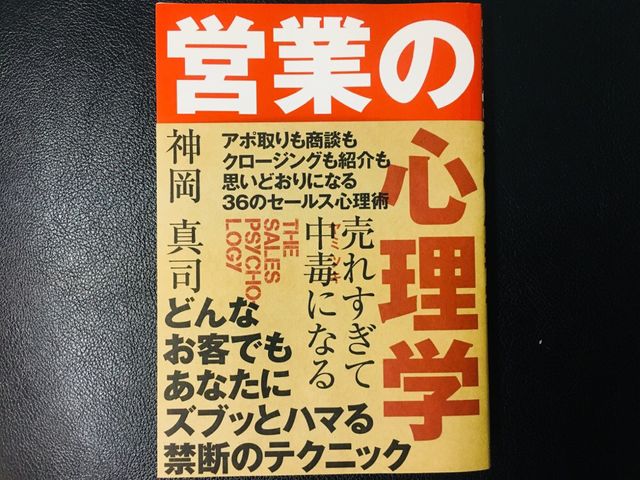 営業の
心理学
アポ取りも商談も
クロージングも紹介も
思いどおりになる
36のセールス心理術
売れすぎて
中毒になる
THE
SALES
PSYCHO
LOGY
神岡 真司
どんな
お客でも
あなたに
ズブッとハマる
禁断のテクニック